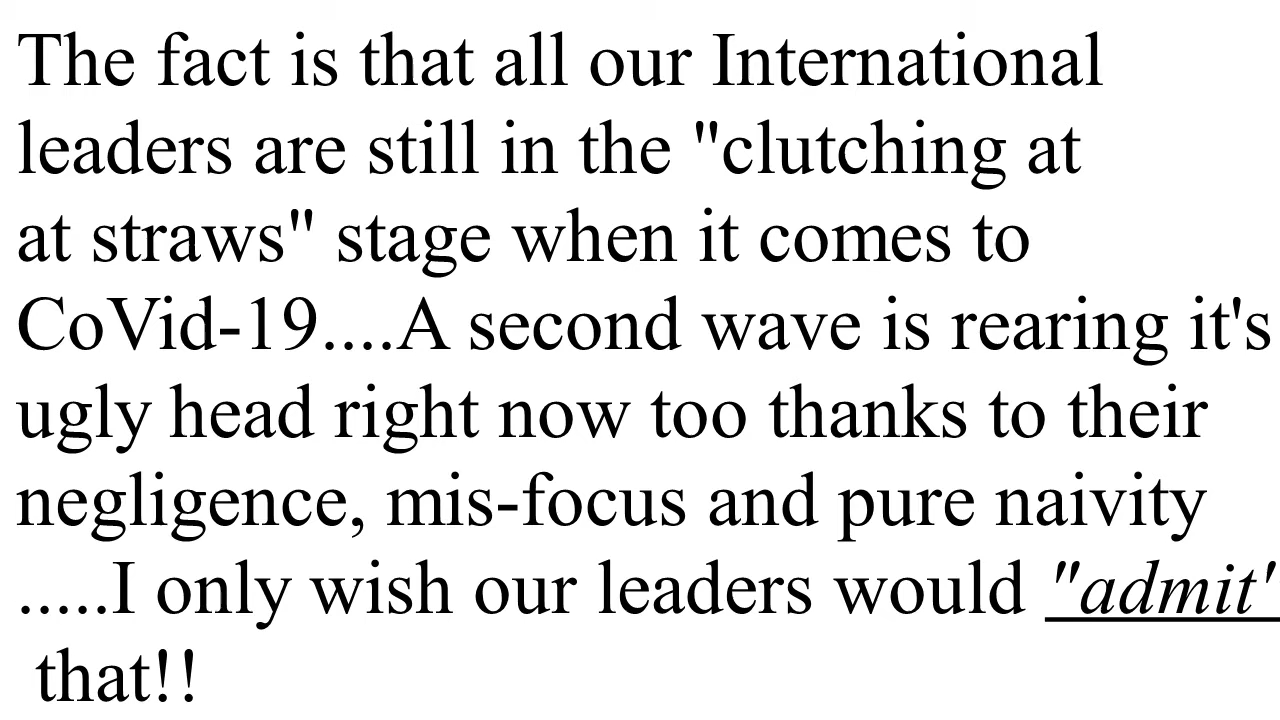 The fact is that all our International
leaders are still in the "clutching at
at straws" stage when it comes to
CoVid-19....A second wave is rearing it's
ugly head right now too thanks to their
negligence, mis-focus and pure naivity
.....I only wish our leaders would "admit"
that!!